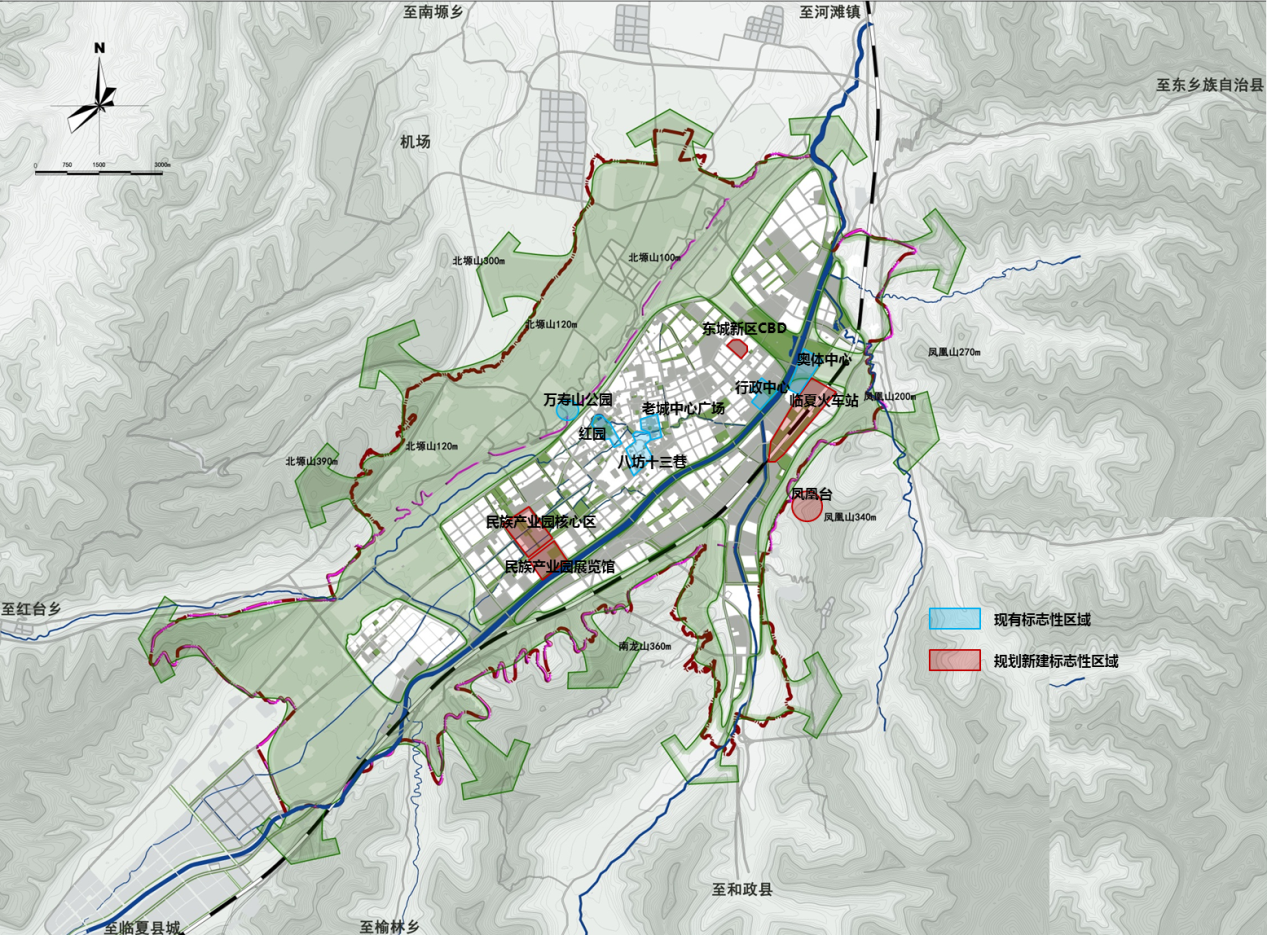 至南塬乡
至河滩镇
N
至东乡族自治县
机场
0 750 1500 3000m
北塬山300m
北塬山100m
北塬山120m
东城新区CBD
凤凰山270m
奥体中心
行政中心
凤凰山200m
万寿山公园
临夏火车站
老城中心广场
红园
北塬山120m
北塬山390m
八坊十三巷
凤凰台
凤凰山340m
民族产业园核心区
民族产业园展览馆
至红台乡
现有标志性区域
南龙山360m
规划新建标志性区域
至和政县
至临夏县城
至榆林乡